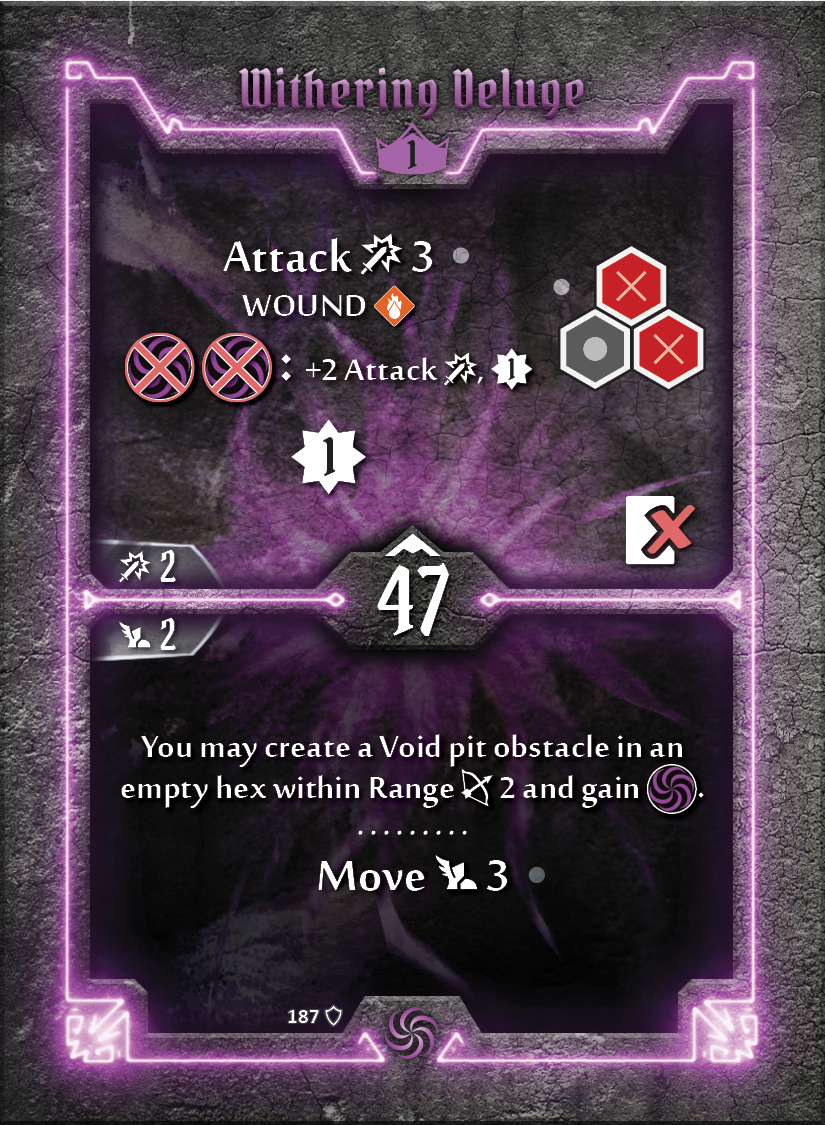 Withering Deluge
1
Attack 3
WOUND
: +2 Attack , 1
1
2
47
2
You may create a Void pit obstacle in an
empty hex within Range 2 and gain .
.........
Move 3
187